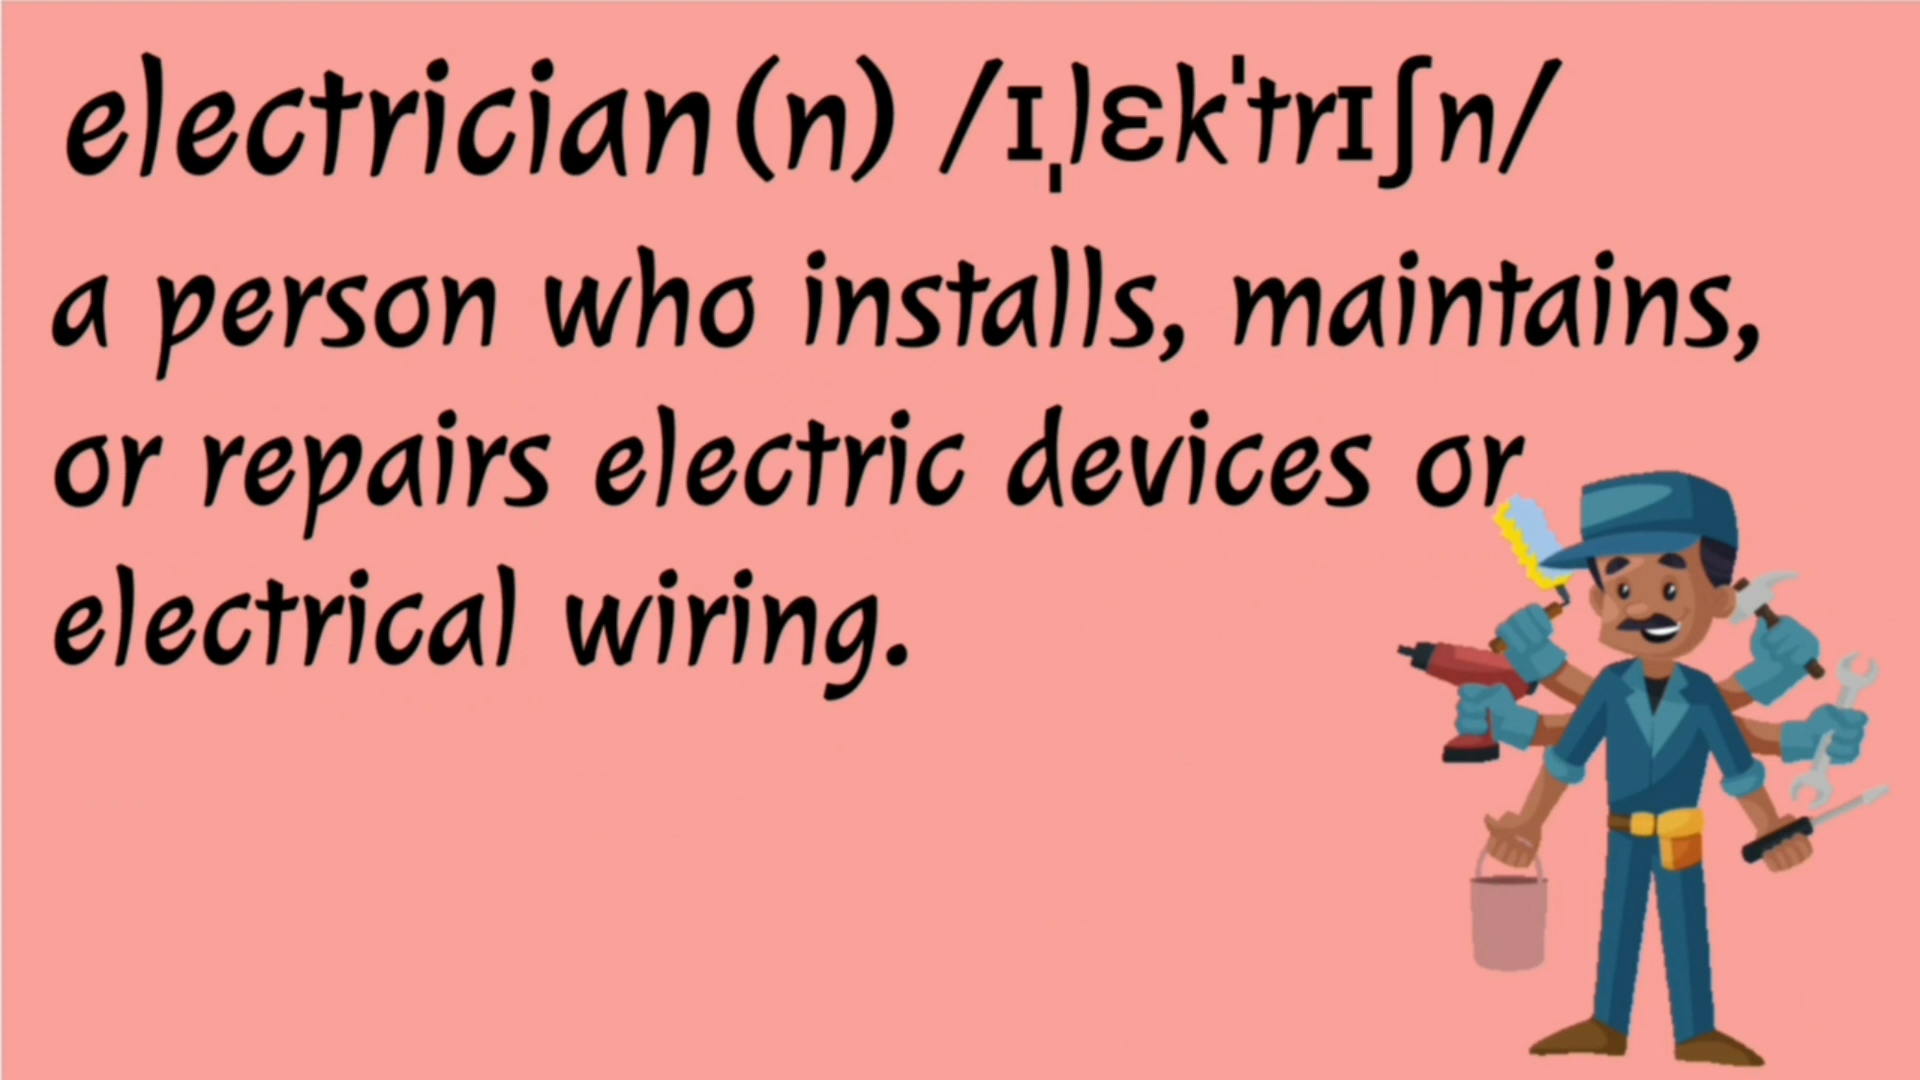 electrician(n) /ɪˌlɛkˈtrɪʃn/
a person who installs, maintains,
or repairs electric devices or
electrical wiring.